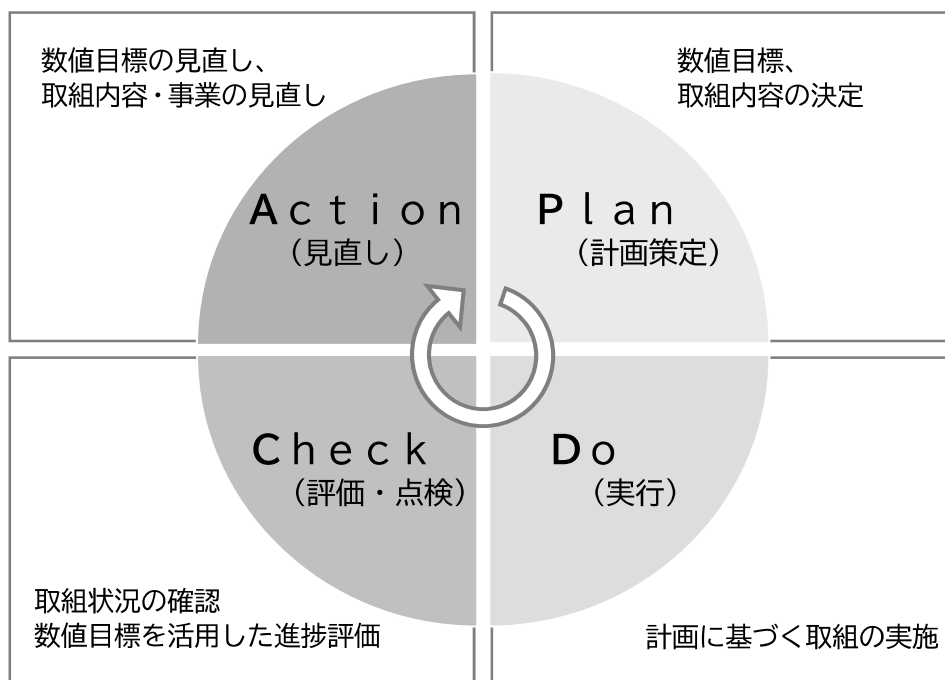 数値目標の見直し、
取組内容・事業の見直し
数値目標、
取組内容の決定
Action
（見直し）
Plan
（計画策定）
Check
（評価・点検）
Do
（実行）
取組状況の確認
数値目標を活用した進捗評価
計画に基づく取組の実施